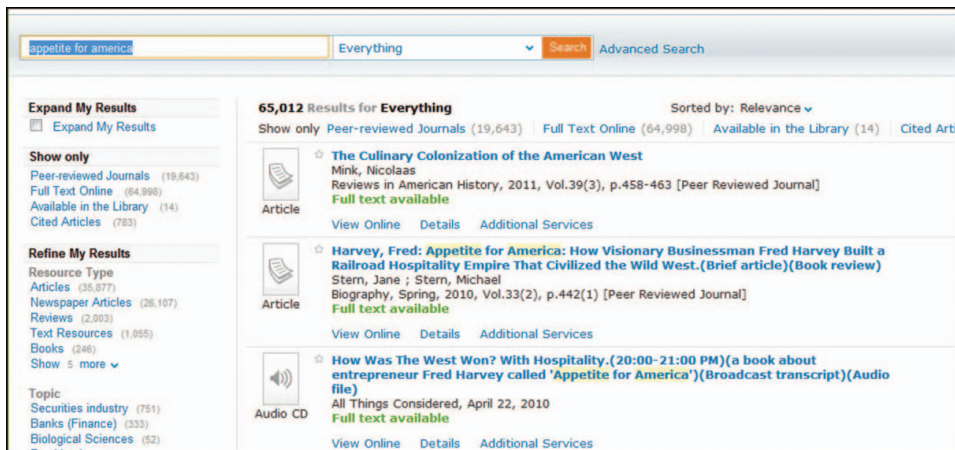 appetite for america
Everything
Search
Advanced Search
Expand My Results
Expand My Results
Show only
Peer-reviewed Journals (19,643)
Full Text Online (64,998)
Available in the Library (14)
Cited Articles (783)
Refine My Results
Resource Type
Articles (35,877)
Newspaper Articles (26,107)
Reviews (2,003)
Text Resources (1,055)
Books (246)
Show 5 more
Topic
Securities industry (751)
Banks (Finance) (333)
Biological Sciences (52)
65,012 Results for Everything
Sorted by: Relevance
Show only Peer-reviewed Journals (19,643) Full Text Online (64,998) Available in the Library (14) Cited Arti
Article
The Culinary Colonization of the American West
Mink, Nicolaas
Reviews in American History, 2011, Vol.39(3), p.458-463 [Peer Reviewed Journal]
Full text available
View Online Details Additional Services
Article
Harvey, Fred: Appetite for America: How Visionary Businessman Fred Harvey Built a
Railroad Hospitality Empire That Civilized the Wild West.(Brief article)(Book review)
Stern, Jane ; Stern, Michael
Biography, Spring, 2010, Vol.33(2), p.442(1) [Peer Reviewed Journal]
Full text available
View Online Details Additional Services
Audio CD
How Was The West Won? With Hospitality.(20:00-21:00 PM)(a book about
entrepreneur Fred Harvey called 'Appetite for America')(Broadcast transcript)(Audio
file)
All Things Considered, April 22, 2010
Full text available
View Online Details Additional Services